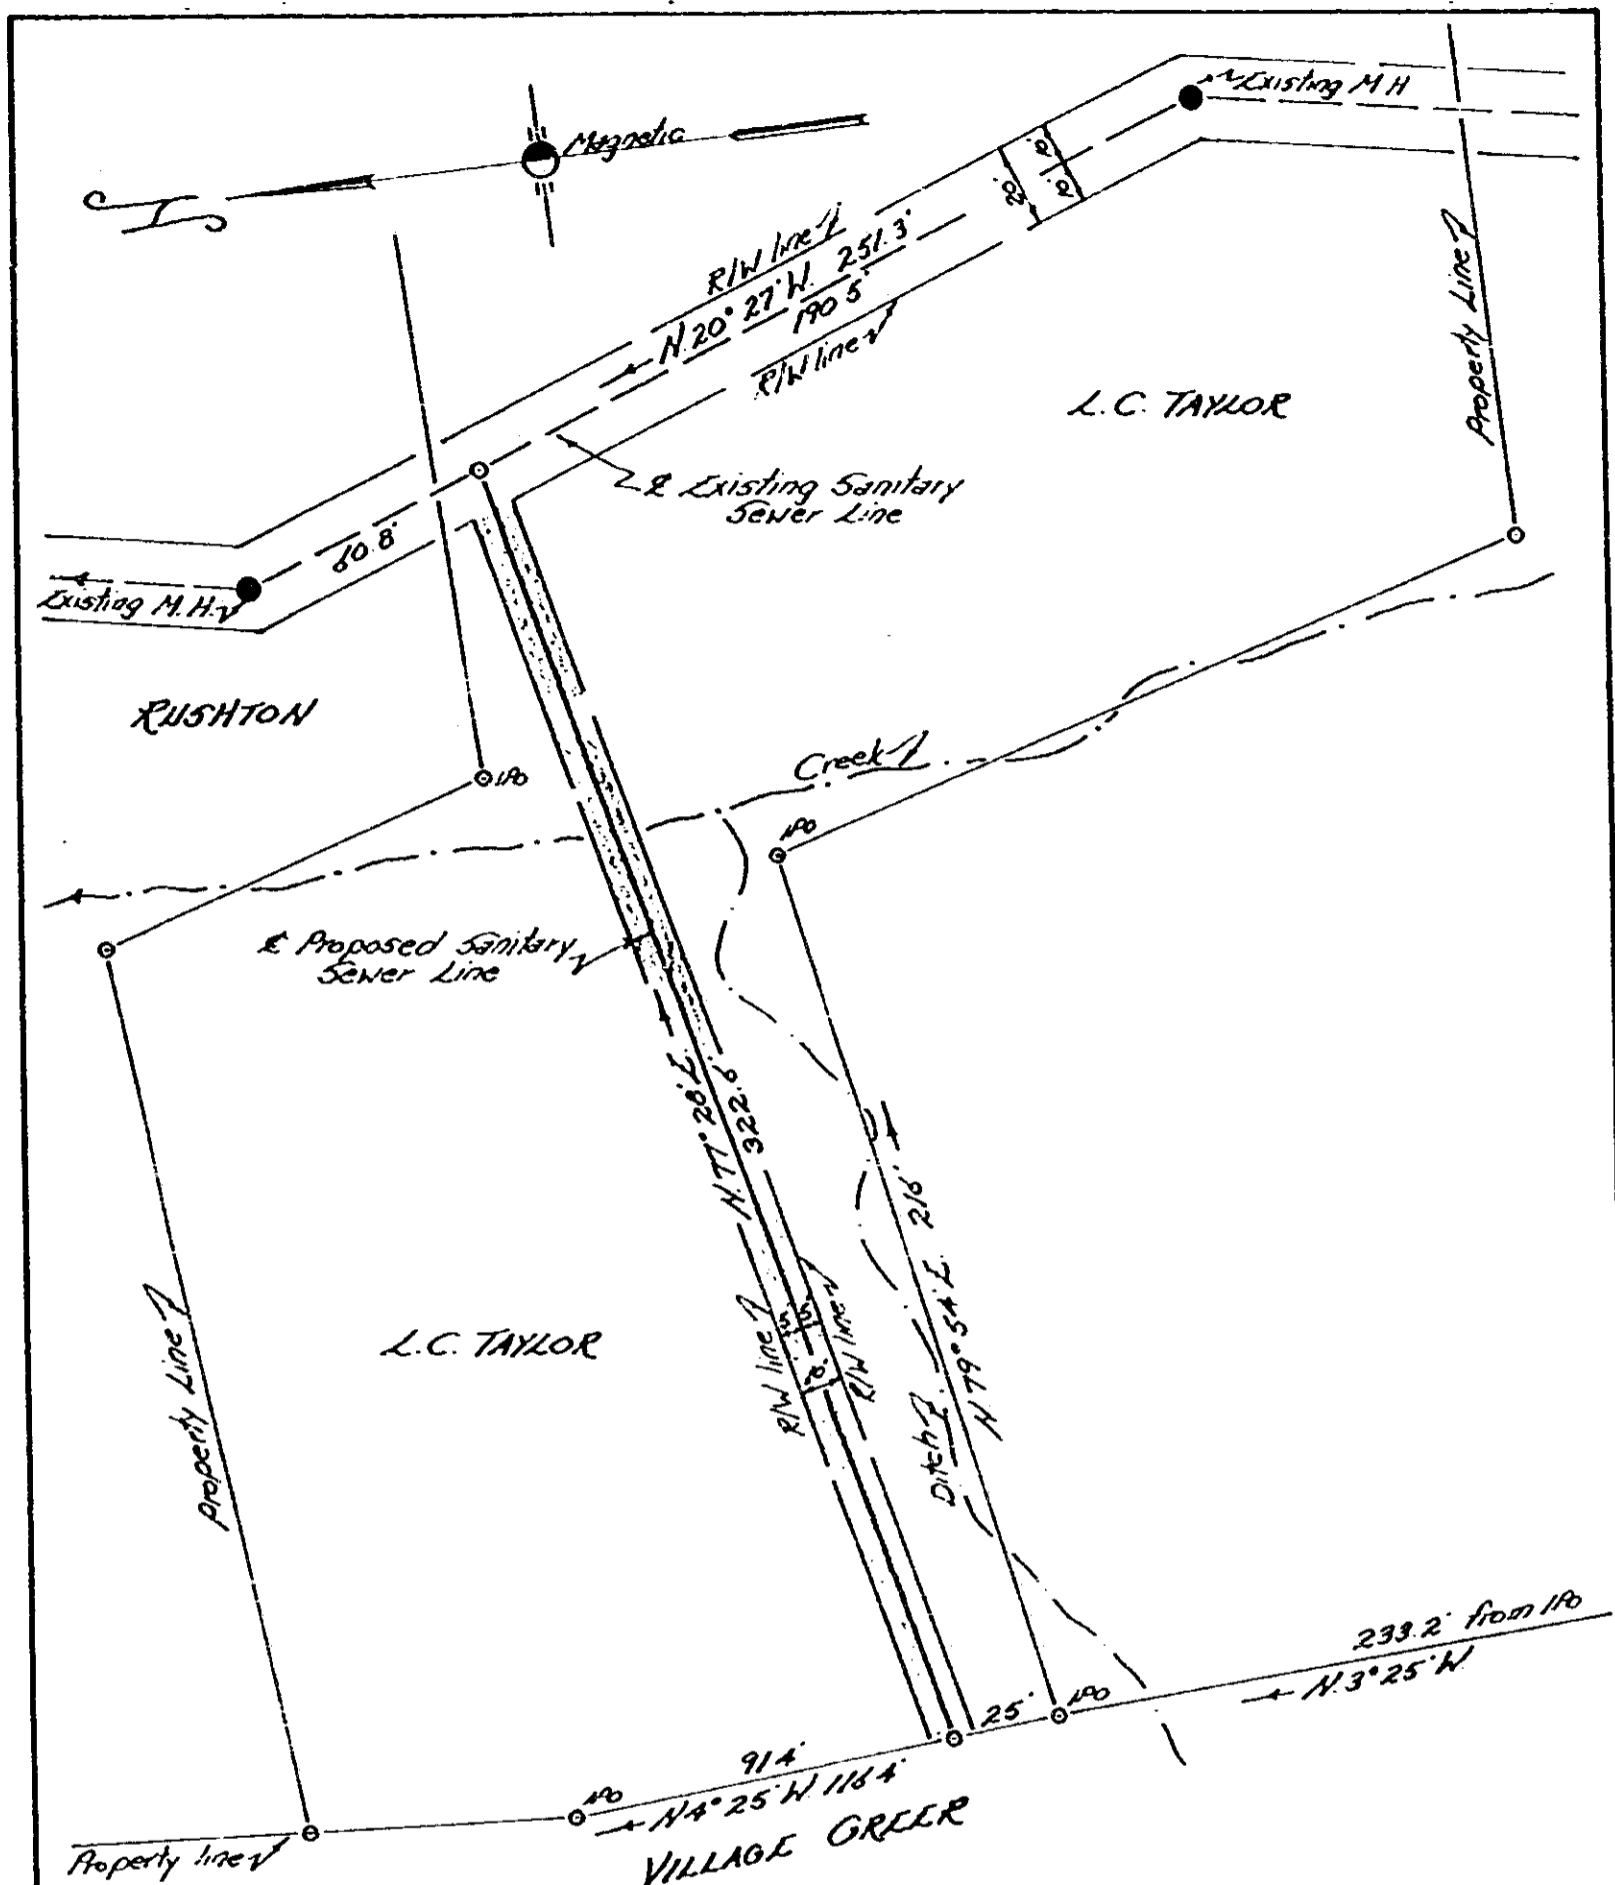 Existing M H
Magnetic
N
10'
10'
20'
R/W line
N. 20° 27' W. 251.3'
190.5'
R/W line
Property Line
L.C. TAYLOR
℄ Existing Sanitary
Sewer Line
60.8'
Existing M.H.
RUSHTON
IPO
Creek
IPO
℄ Proposed Sanitary
Sewer Line
N. 77° 28' E.
322.6'
216'
N. 79° 54' E.
Ditch
Property Line
L.C. TAYLOR
R/W line
5'
5'
R/W line
233.2' from IPO
N. 3° 25' W.
25'
IPO
91.4'
IPO
N 4° 25' W. 116.4'
VILLAGE GREER
Property line